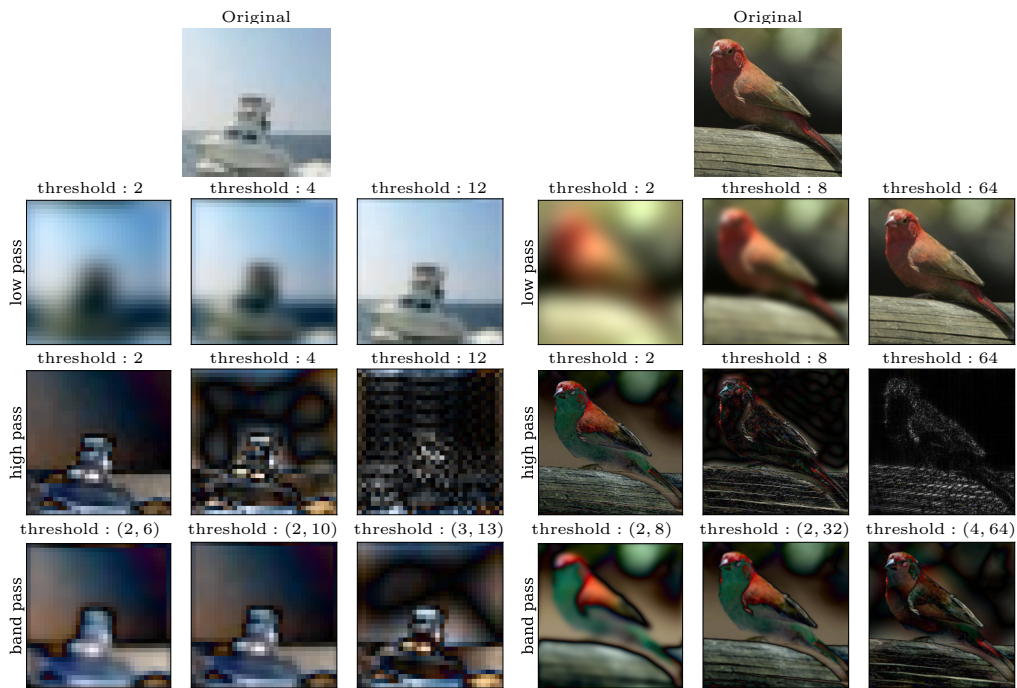 Original Original
threshold : 2 threshold : 4 threshold : 12 threshold : 2 threshold : 8 threshold : 64
low pass low pass
threshold : 2 threshold : 4 threshold : 12 threshold : 2 threshold : 8 threshold : 64
high pass high pass
threshold : (2, 6) threshold : (2, 10) threshold : (3, 13) threshold : (2, 8) threshold : (2, 32) threshold : (4, 64)
band pass band pass